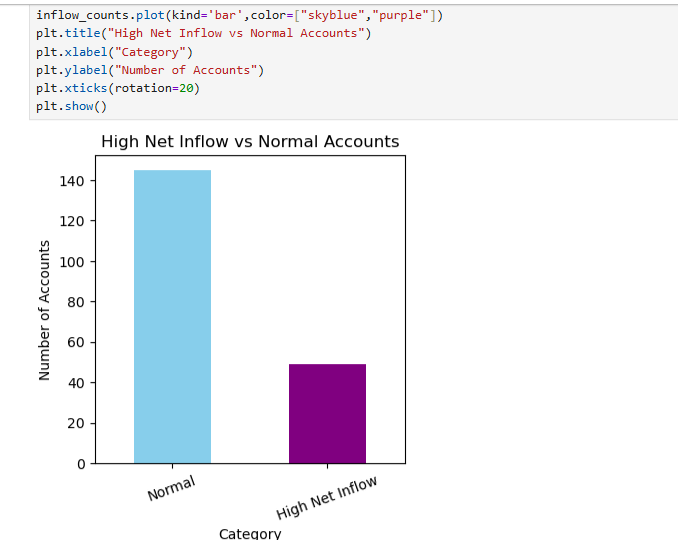 inflow_counts.plot(kind='bar',color=["skyblue","purple"])
plt.title("High Net Inflow vs Normal Accounts")
plt.xlabel("Category")
plt.ylabel("Number of Accounts")
plt.xticks(rotation=20)
plt.show()
High Net Inflow vs Normal Accounts
140
120
100
80
60
40
20
0
Number of Accounts
Normal
High Net Inflow
Category